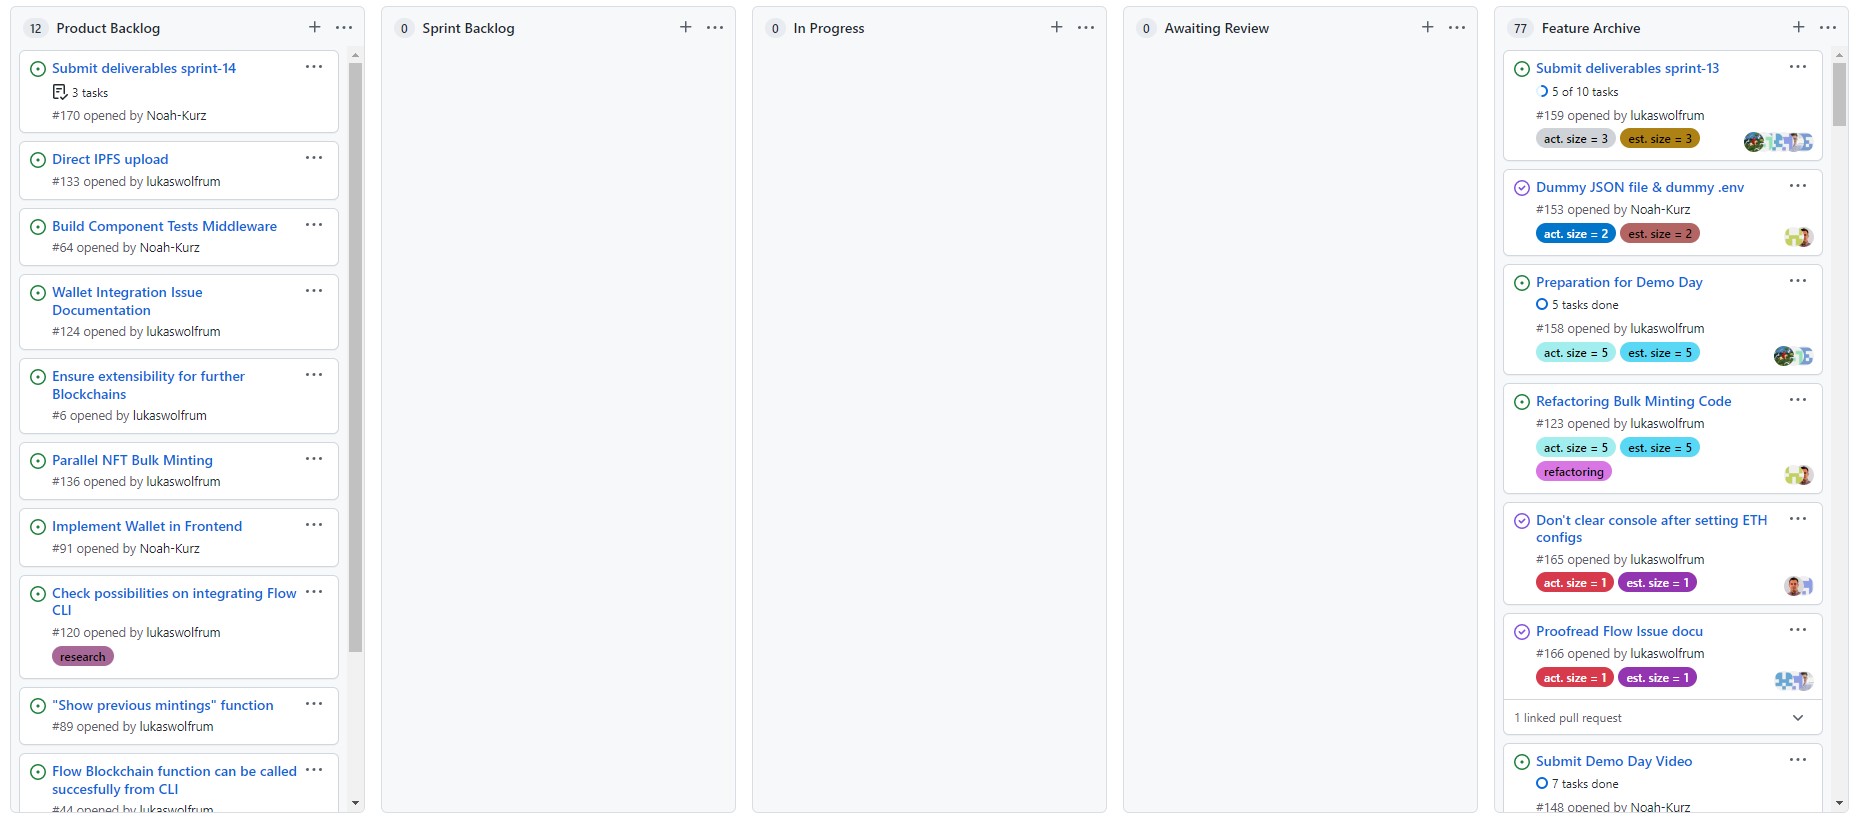 12 Product Backlog
Submit deliverables sprint-14
3 tasks
#170 opened by Noah-Kurz
Direct IPFS upload
#133 opened by lukaswolfrum
Build Component Tests Middleware
#64 opened by Noah-Kurz
Wallet Integration Issue
Documentation
#124 opened by lukaswolfrum
Ensure extensibility for further
Blockchains
#6 opened by lukaswolfrum
Parallel NFT Bulk Minting
#136 opened by lukaswolfrum
Implement Wallet in Frontend
#91 opened by Noah-Kurz
Check possibilities on integrating Flow
CLI
#120 opened by lukaswolfrum
research
"Show previous mintings" function
#89 opened by lukaswolfrum
Flow Blockchain function can be called
succesfully from CLI
#44 opened by lukaswolfrum
0 Sprint Backlog
0 In Progress
0 Awaiting Review
77 Feature Archive
Submit deliverables sprint-13
5 of 10 tasks
#159 opened by lukaswolfrum
act. size = 3 est. size = 3
Dummy JSON file & dummy .env
#153 opened by Noah-Kurz
act. size = 2 est. size = 2
Preparation for Demo Day
5 tasks done
#158 opened by lukaswolfrum
act. size = 5 est. size = 5
Refactoring Bulk Minting Code
#123 opened by lukaswolfrum
act. size = 5 est. size = 5
refactoring
Don't clear console after setting ETH
configs
#165 opened by lukaswolfrum
act. size = 1 est. size = 1
Proofread Flow Issue docu
#166 opened by lukaswolfrum
act. size = 1 est. size = 1
1 linked pull request
Submit Demo Day Video
7 tasks done
#148 opened by Noah-Kurz